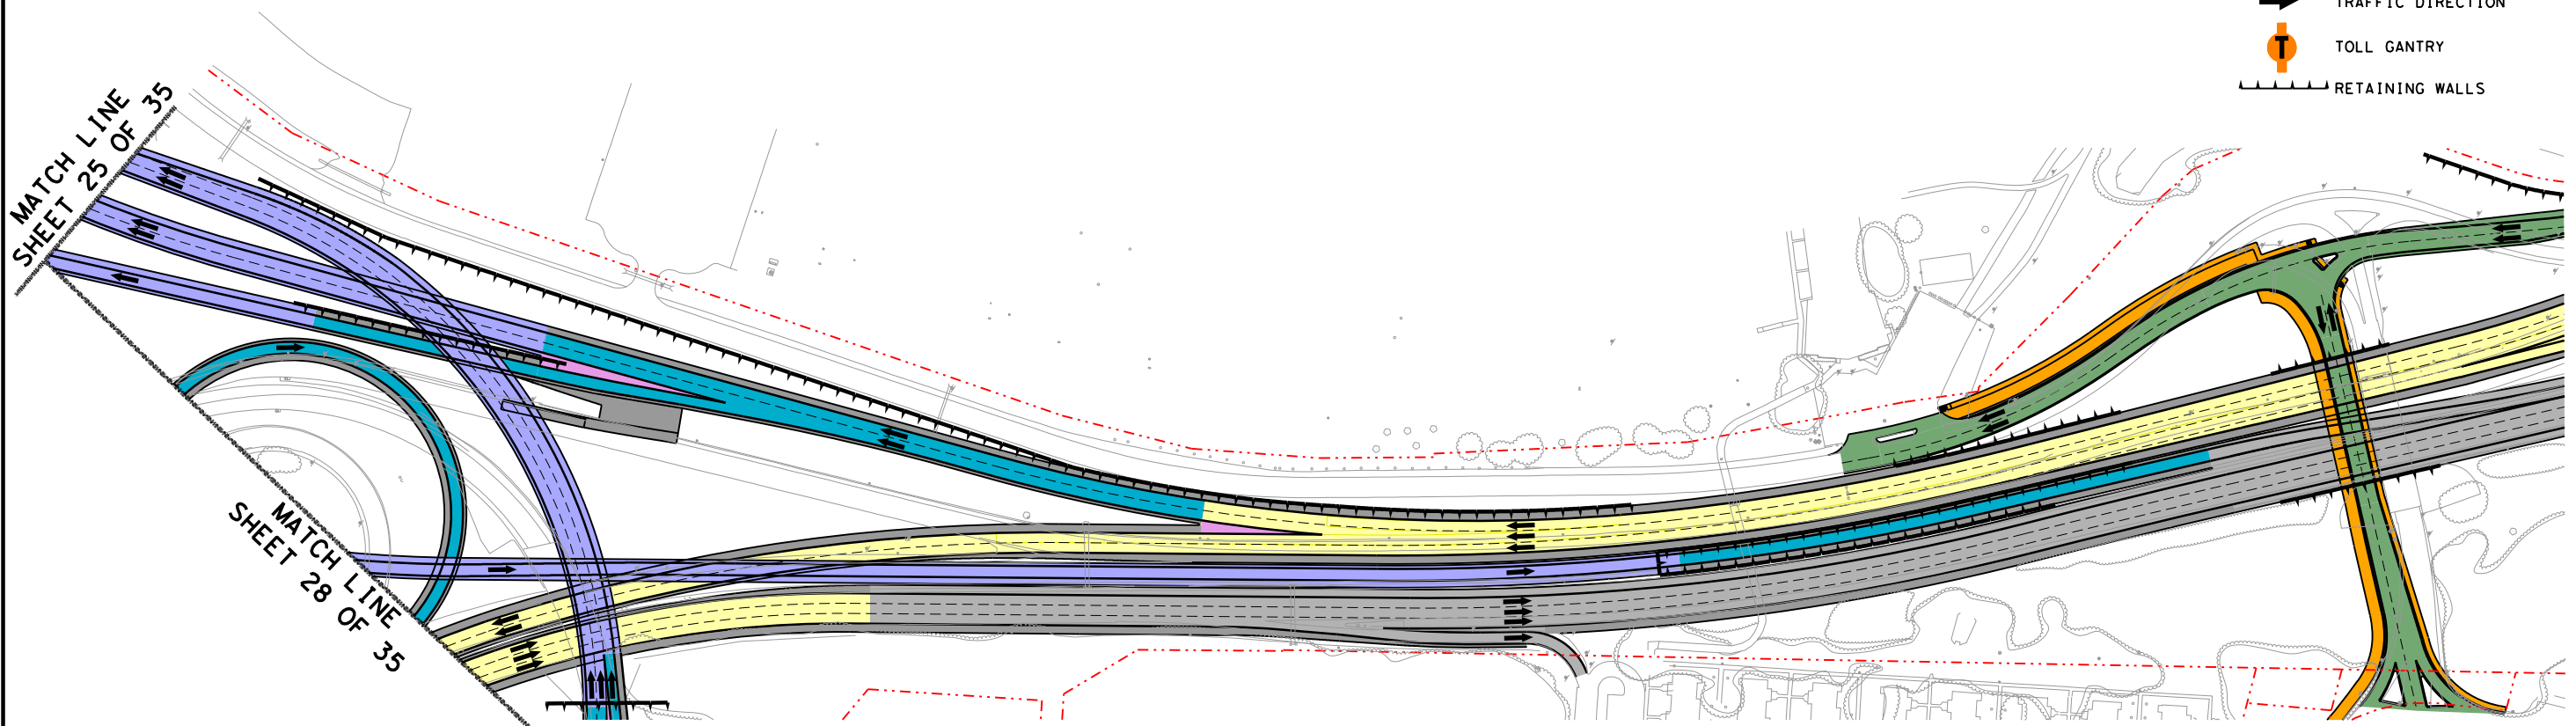 TRAFFIC DIRECTION
T
TOLL GANTRY
RETAINING WALLS
MATCH LINE
SHEET 25 OF 35
MATCH LINE
SHEET 28 OF 35